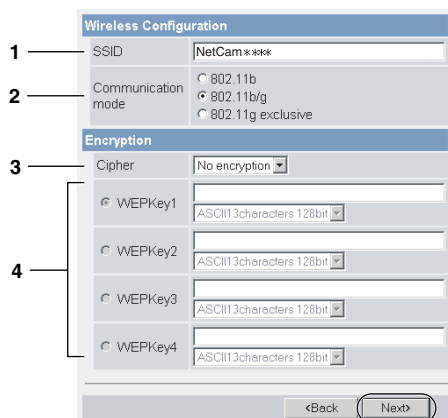 Wireless Configuration
1
SSID
NetCam****
2
Communication
mode
802.11b
802.11b/g
802.11g exclusive
Encryption
3
Cipher
No encryption
4
WEPKey1
ASCII13characters 128bit
WEPKey2
ASCII13characters 128bit
WEPKey3
ASCII13characters 128bit
WEPKey4
ASCII13characters 128bit
<Back
Next>